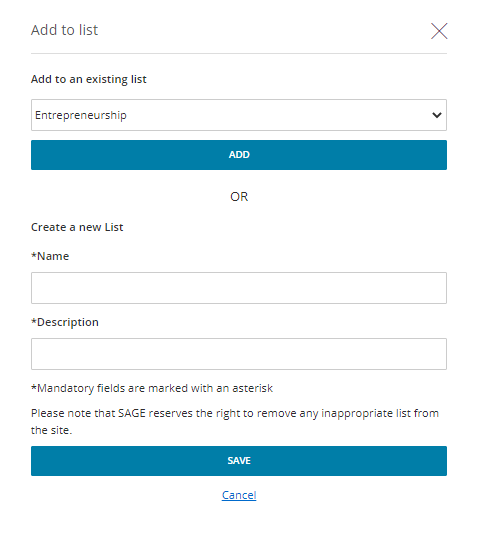 Add to list
Add to an existing list
Entrepreneurship
ADD
OR
Create a new List
*Name
*Description
*Mandatory fields are marked with an asterisk
Please note that SAGE reserves the right to remove any inappropriate list from
the site.
SAVE
Cancel